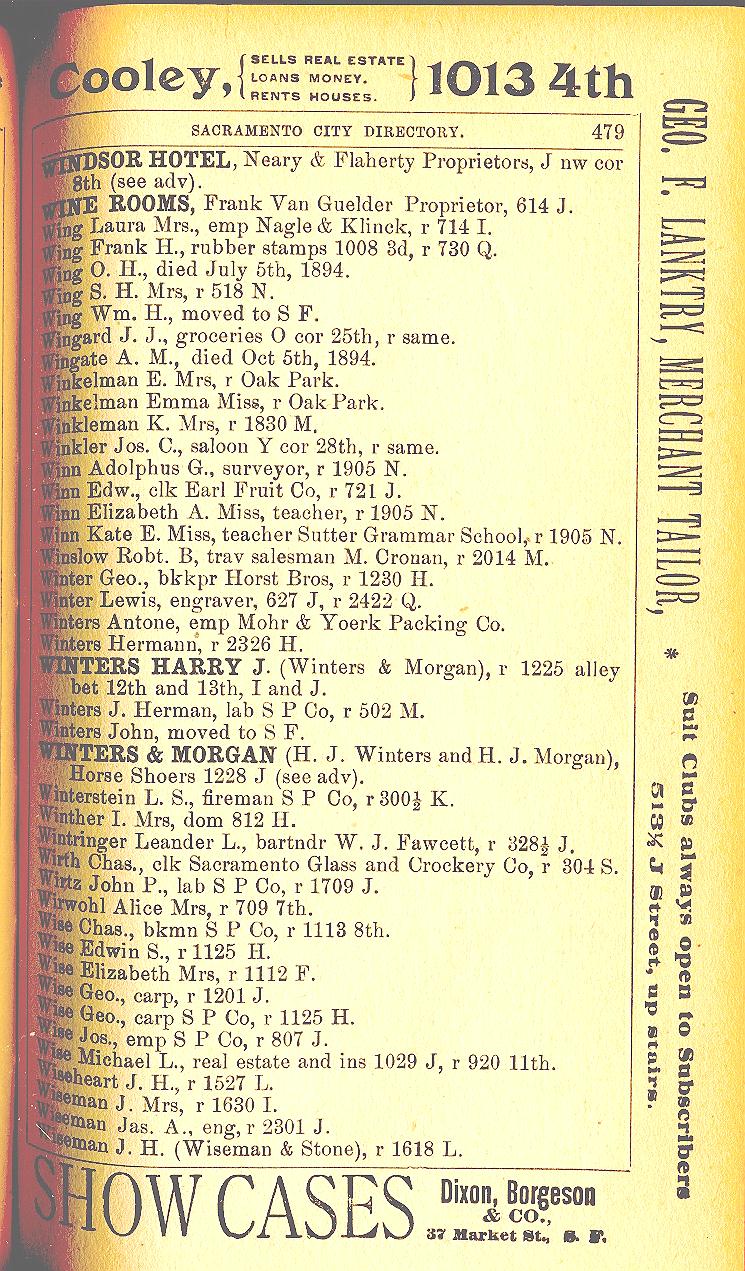 Cooley, { SELLS REAL ESTATE
LOANS MONEY.
RENTS HOUSES. } 1013 4th
SACRAMENTO CITY DIRECTORY. 479
WINDSOR HOTEL, Neary & Flaherty Proprietors, J nw cor
8th (see adv).
WINE ROOMS, Frank Van Guelder Proprietor, 614 J.
Wing Laura Mrs., emp Nagle & Klinck, r 714 I.
Wing Frank H., rubber stamps 1008 3d, r 730 Q.
Wing O. H., died July 5th, 1894.
Wing S. H. Mrs, r 518 N.
Wing Wm. H., moved to S F.
Wingard J. J., groceries O cor 25th, r same.
Wingate A. M., died Oct 5th, 1894.
Winkelman E. Mrs, r Oak Park.
Winkelman Emma Miss, r Oak Park.
Winkleman K. Mrs, r 1830 M.
Winkler Jos. C., saloon Y cor 28th, r same.
Winn Adolphus G., surveyor, r 1905 N.
Winn Edw., clk Earl Fruit Co, r 721 J.
Winn Elizabeth A. Miss, teacher, r 1905 N.
Winn Kate E. Miss, teacher Sutter Grammar School, r 1905 N.
Winslow Robt. B, trav salesman M. Cronan, r 2014 M.
Winter Geo., bkkpr Horst Bros, r 1230 H.
Winter Lewis, engraver, 627 J, r 2422 Q.
Winters Antone, emp Mohr & Yoerk Packing Co.
Winters Hermann, r 2326 H.
WINTERS HARRY J. (Winters & Morgan), r 1225 alley
bet 12th and 13th, I and J.
Winters J. Herman, lab S P Co, r 502 M.
Winters John, moved to S F.
WINTERS & MORGAN (H. J. Winters and H. J. Morgan),
Horse Shoers 1228 J (see adv).
Winterstein L. S., fireman S P Co, r 300½ K.
Winther I. Mrs, dom 812 H.
Wintringer Leander L., bartndr W. J. Fawcett, r 328½ J.
Wirth Chas., clk Sacramento Glass and Crockery Co, r 304 S.
Wirtz John P., lab S P Co, r 1709 J.
Wirwohl Alice Mrs, r 709 7th.
Wise Chas., bkmn S P Co, r 1113 8th.
Wise Edwin S., r 1125 H.
Wise Elizabeth Mrs, r 1112 F.
Wise Geo., carp, r 1201 J.
Wise Geo., carp S P Co, r 1125 H.
Wise Jos., emp S P Co, r 807 J.
Wise Michael L., real estate and ins 1029 J, r 920 11th.
Wiseheart J. H., r 1527 L.
Wiseman J. Mrs, r 1630 I.
Wiseman Jas. A., eng, r 2301 J.
Wiseman J. H. (Wiseman & Stone), r 1618 L.
SHOW CASES Dixon, Borgeson
& CO.,
37 Market St., S. F.
GEO. F. LANKTRY, MERCHANT TAILOR, *
Suit Clubs always open to Subscribers
513½ J Street, up stairs.